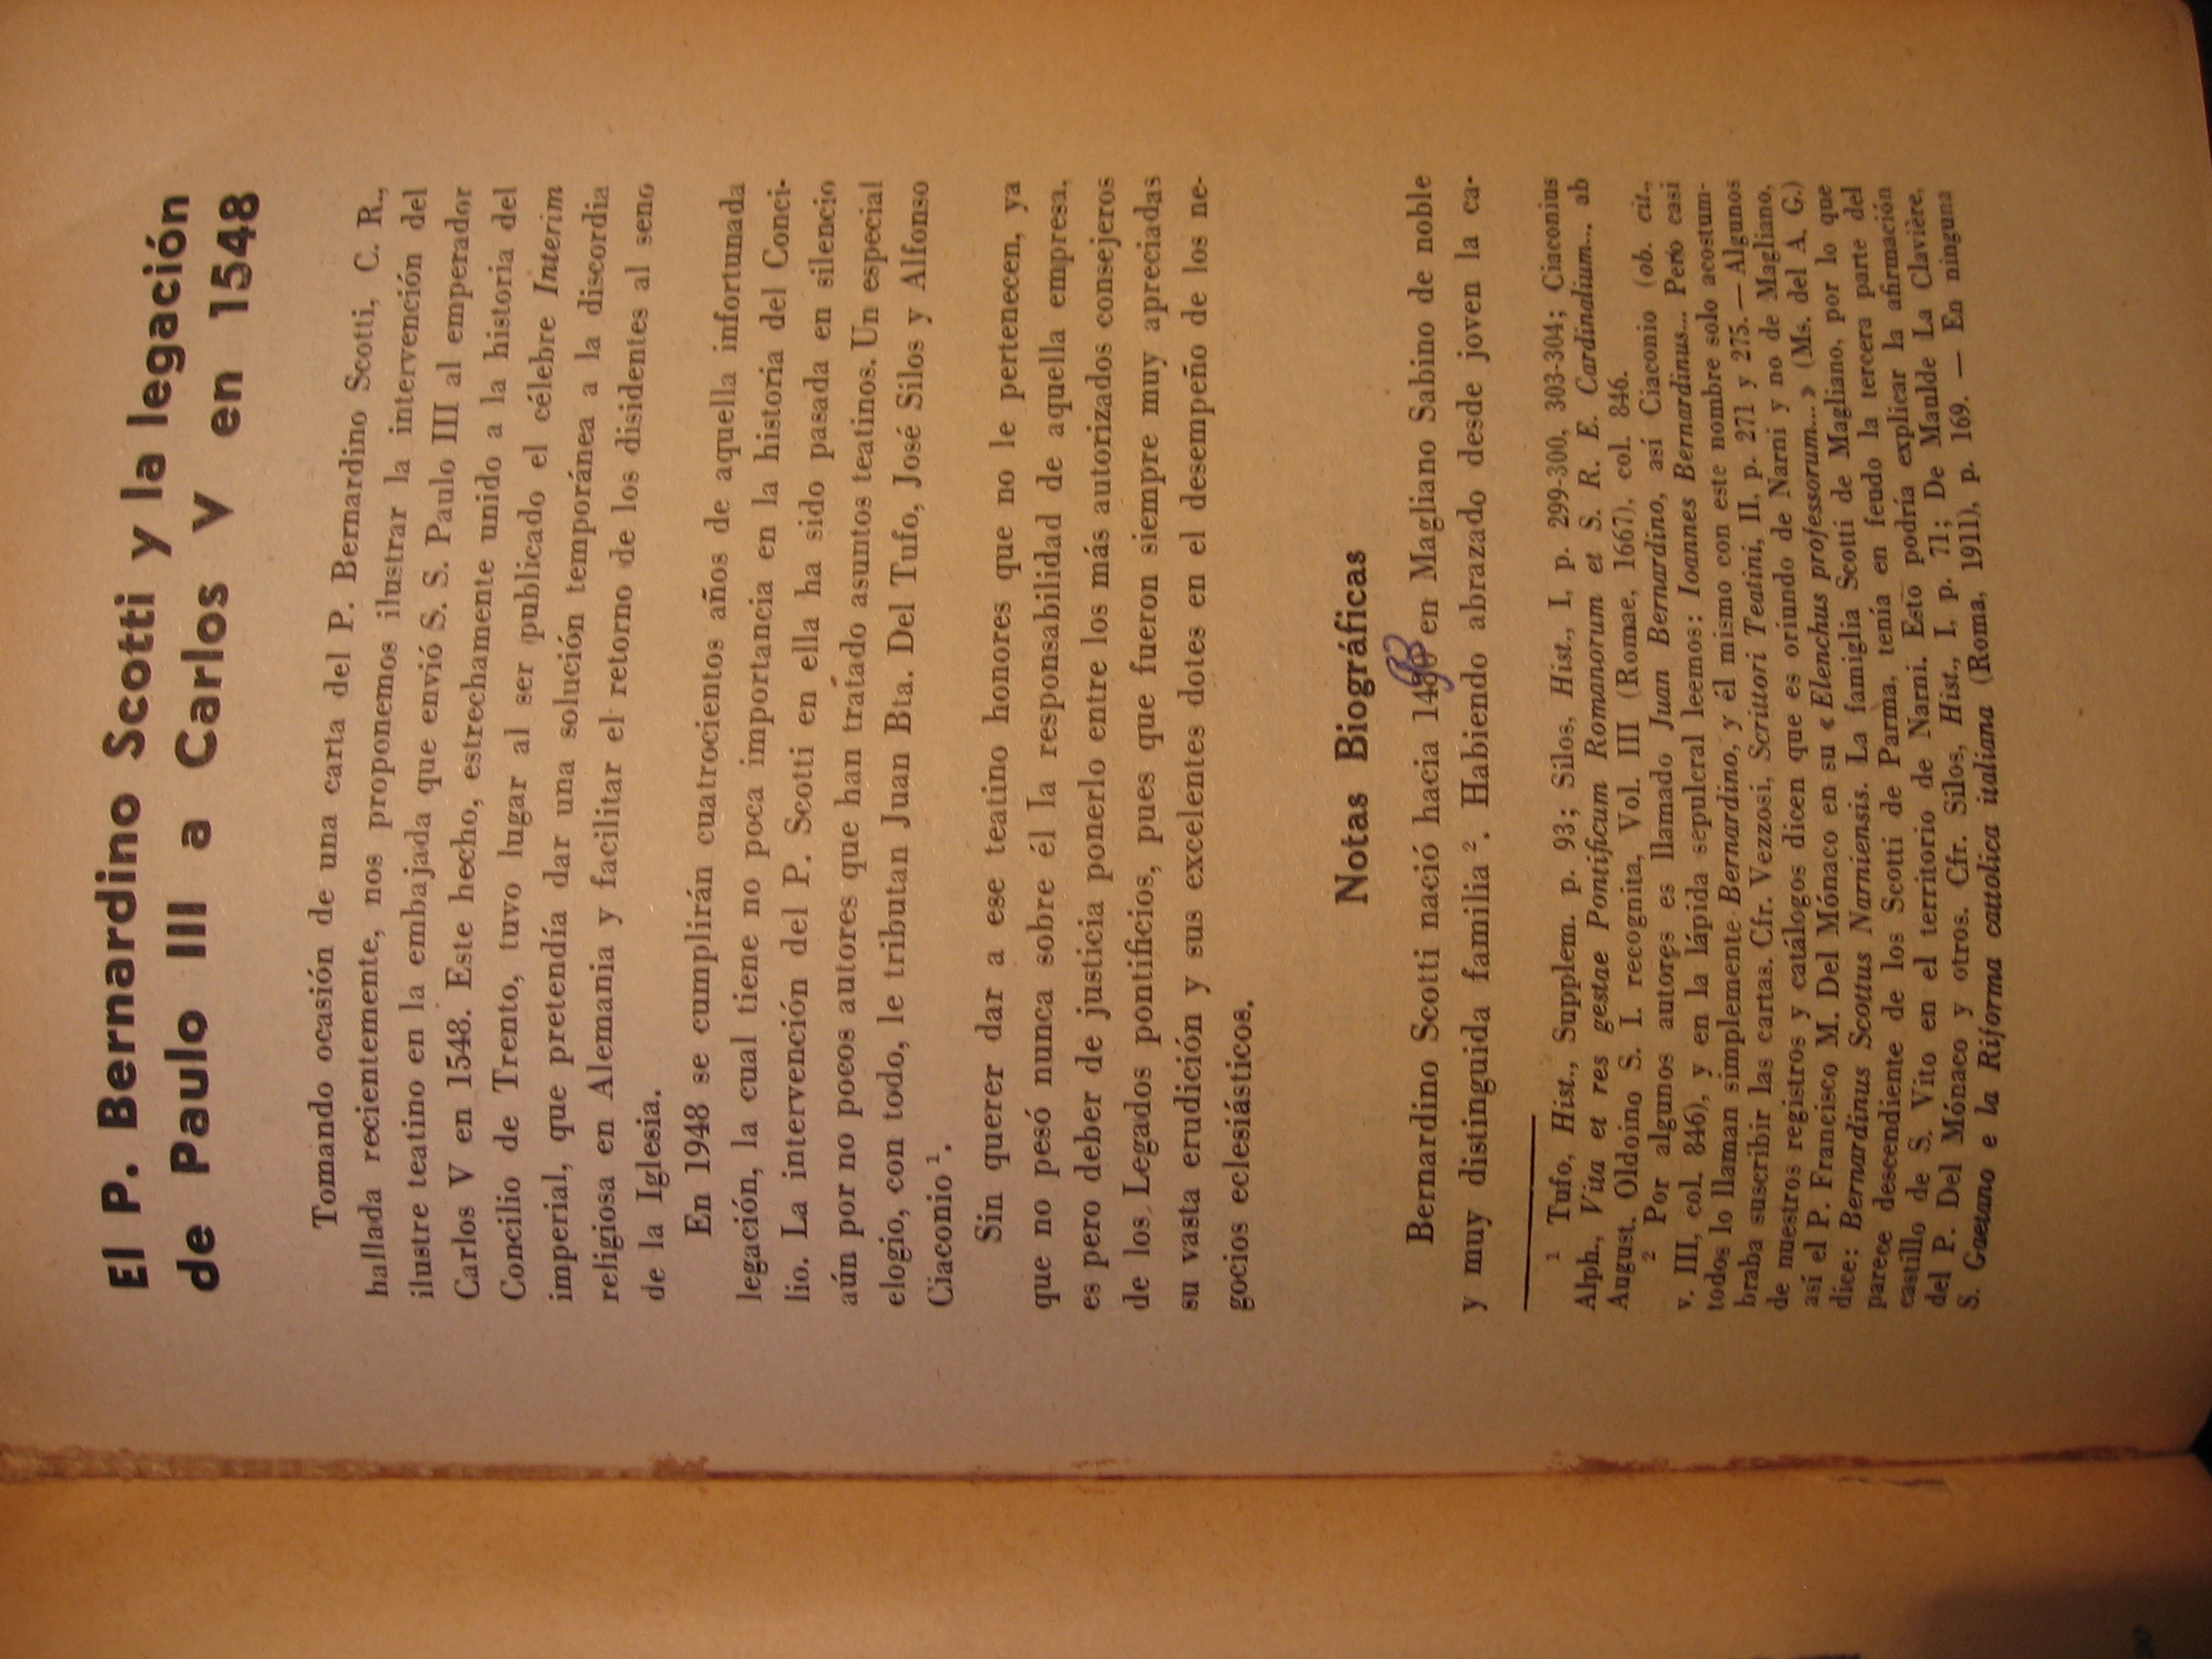 El P. Bernardino Scotti y la legación
de Paulo III a Carlos V en 1548
Tomando ocasión de una carta del P. Bernardino Scotti, C. R.,
hallada recientemente, nos proponemos ilustrar la intervención del
ilustre teatino en la embajada que envió S. S. Paulo III al emperador
Carlos V en 1548. Este hecho, estrechamente unido a la historia del
Concilio de Trento, tuvo lugar al ser publicado el célebre Interim
imperial, que pretendía dar una solución temporánea a la discordia
religiosa en Alemania y facilitar el retorno de los disidentes al seno
de la Iglesia.
En 1948 se cumplirán cuatrocientos años de aquella infortunada
legación, la cual tiene no poca importancia en la historia del Conci-
lio. La intervención del P. Scotti en ella ha sido pasada en silencio
aún por no pocos autores que han tratado asuntos teatinos. Un especial
elogio, con todo, le tributan Juan Bta. Del Tufo, José Silos y Alfonso
Ciaconio 1.
Sin querer dar a ese teatino honores que no le pertenecen, ya
que no pesó nunca sobre él la responsabilidad de aquella empresa,
es pero deber de justicia ponerlo entre los más autorizados consejeros
de los Legados pontificios, pues que fueron siempre muy apreciadas
su vasta erudición y sus excelentes dotes en el desempeño de los ne-
gocios eclesiásticos.
Notas Biográficas
Bernardino Scotti nació hacia 1493 en Magliano Sabino de noble
y muy distinguida familia 2. Habiendo abrazado desde joven la ca-
1 Tufo, Hist., Supplem. p. 93; Silos, Hist., I, p. 299-300, 303-304; Ciaconius
Alph., Vita et res gestae Pontificum Romanorum et S. R. E. Cardinalium... ab
August. Oldoino S. I. recognita, Vol. III (Romae, 1667), col. 846.
2 Por algunos autores es llamado Juan Bernardino, así Ciaconio (ob. cit.,
v. III, col. 846), y en la lápida sepulcral leemos: Ioannes Bernardinus... Pero casi
todos lo llaman simplemente Bernardino, y él mismo con este nombre solo acostum-
braba suscribir las cartas. Cfr. Vezzosi, Scrittori Teatini, II, p. 271 y 275. — Algunos
de nuestros registros y catálogos dicen que es oriundo de Narni y no de Magliano,
así el P. Francisco M. Del Mónaco en su « Elenchus professorum... » (Ms. del A. G.)
dice: Bernardinus Scottus Narniensis. La famiglia Scotti de Magliano, por lo que
parece descendiente de los Scotti de Parma, tenía en feudo la tercera parte del
castillo de S. Vito en el territorio de Narni. Esto podría explicar la afirmación
del P. Del Mónaco y otros. Cfr. Silos, Hist., I, p. 71; De Maulde La Clavière,
S. Gaetano e la Riforma cattolica italiana (Roma, 1911), p. 169. — En ninguna